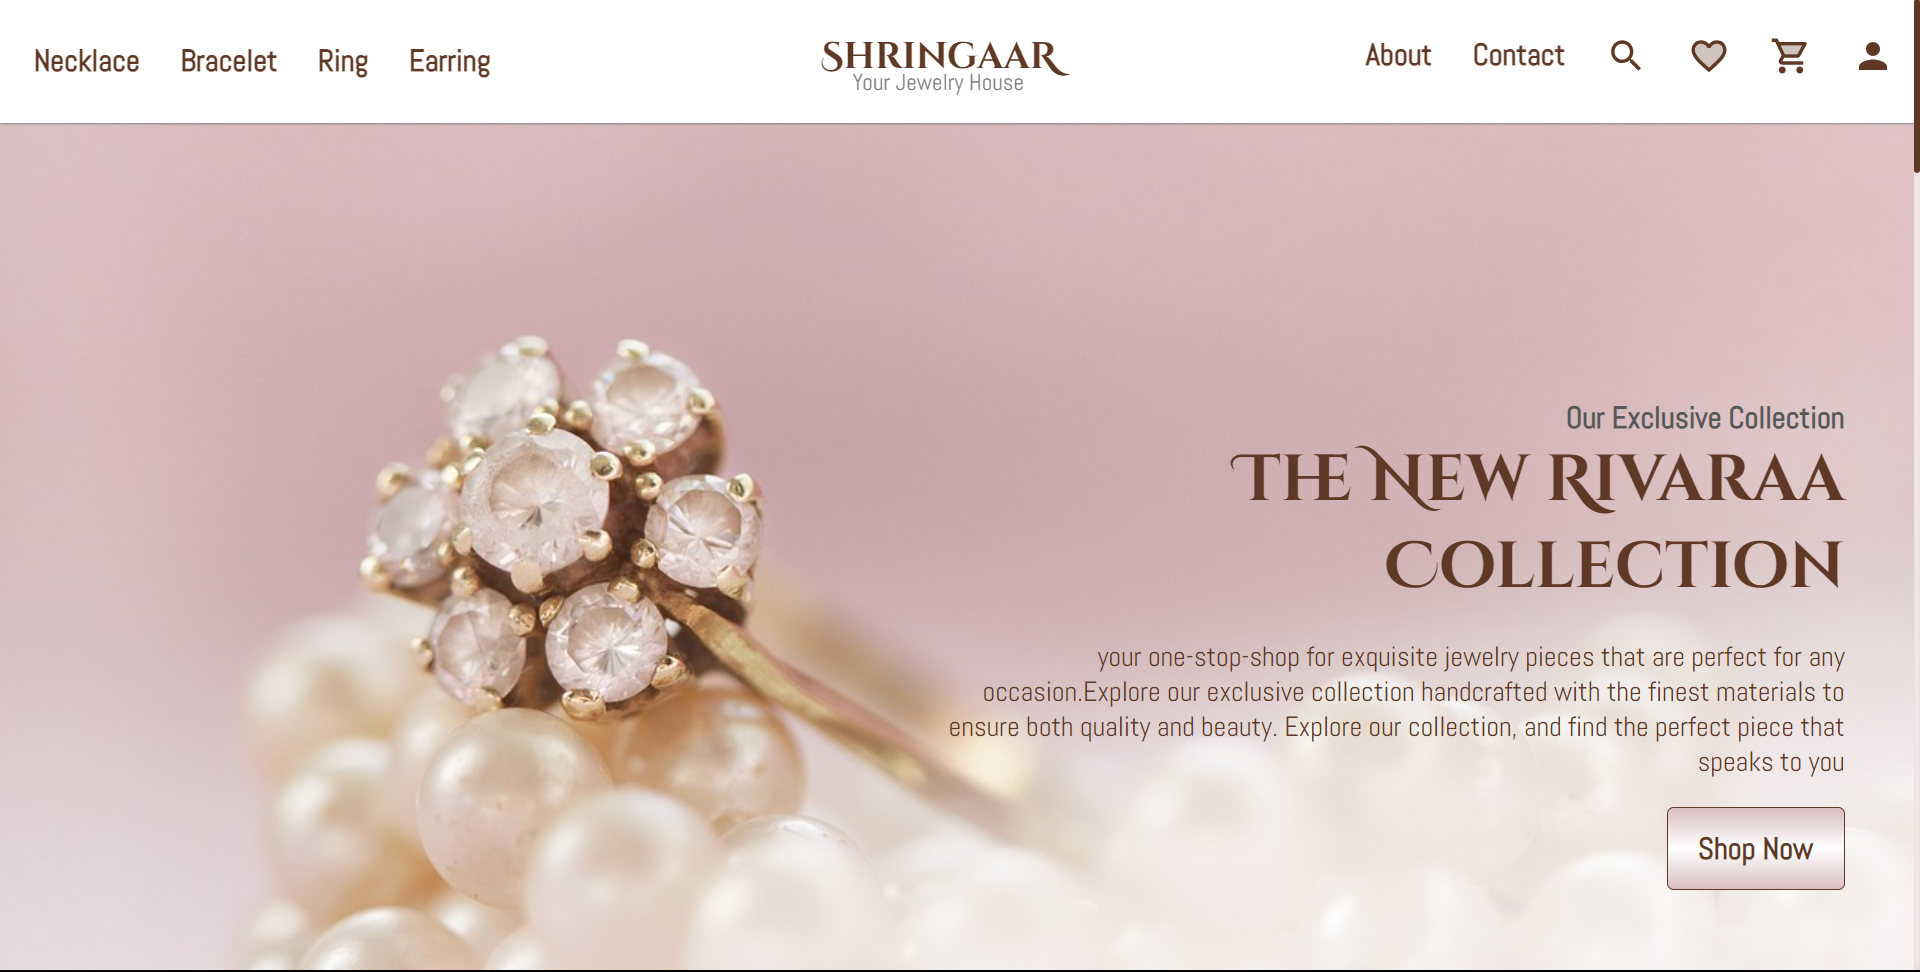 Necklace Bracelet Ring Earring
SHRINGAAR
Your Jewelry House
About Contact
Our Exclusive Collection
THE NEW RIVARAA
COLLECTION
your one-stop-shop for exquisite jewelry pieces that are perfect for any
occasion.Explore our exclusive collection handcrafted with the finest materials to
ensure both quality and beauty. Explore our collection, and find the perfect piece that
speaks to you
Shop Now